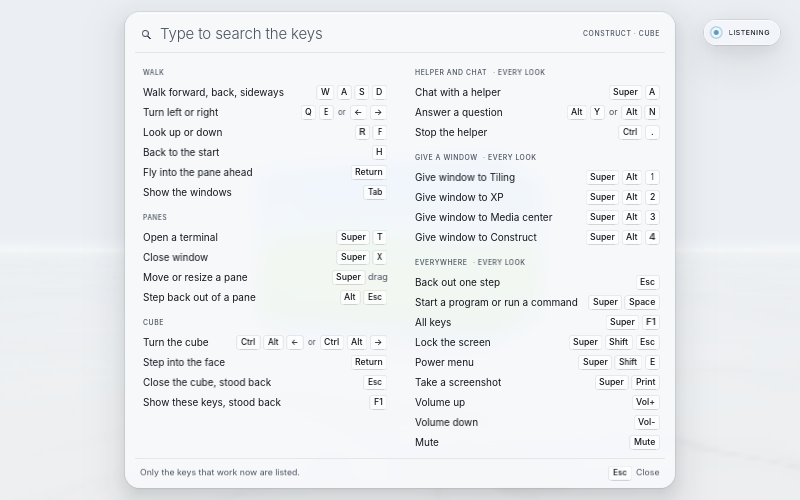 Type to search the keys
CONSTRUCT · CUBE
LISTENING
WALK
Walk forward, back, sideways W A S D
Turn left or right Q E or ← →
Look up or down R F
Back to the start H
Fly into the pane ahead Return
Show the windows Tab
PANES
Open a terminal Super T
Close window Super X
Move or resize a pane Super drag
Step back out of a pane Alt Esc
CUBE
Turn the cube Ctrl Alt ← or Ctrl Alt →
Step into the face Return
Close the cube, stood back Esc
Show these keys, stood back F1
HELPER AND CHAT · EVERY LOOK
Chat with a helper Super A
Answer a question Alt Y or Alt N
Stop the helper Ctrl .
GIVE A WINDOW · EVERY LOOK
Give window to Tiling Super Alt 1
Give window to XP Super Alt 2
Give window to Media center Super Alt 3
Give window to Construct Super Alt 4
EVERYWHERE · EVERY LOOK
Back out one step Esc
Start a program or run a command Super Space
All keys Super F1
Lock the screen Super Shift Esc
Power menu Super Shift E
Take a screenshot Super Print
Volume up Vol+
Volume down Vol-
Mute Mute
Only the keys that work now are listed.
Esc Close